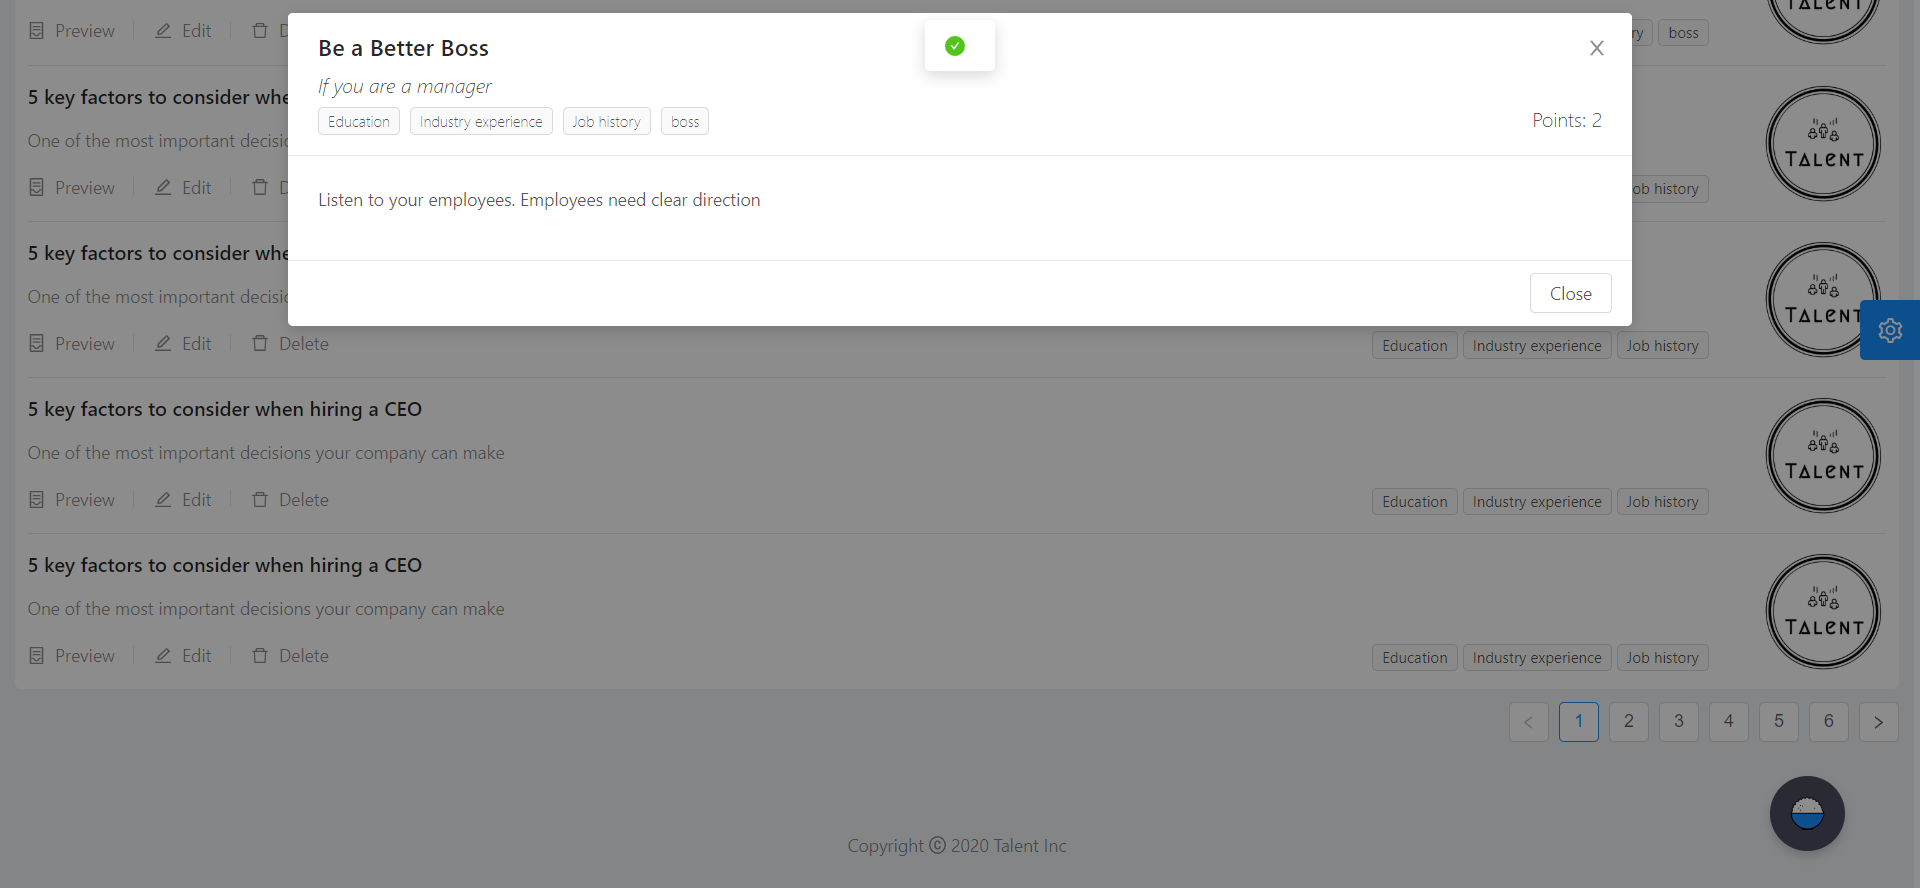 Preview Edit D ry boss
TALENT
Be a Better Boss
If you are a manager
Education Industry experience Job history boss
Points: 2
Listen to your employees. Employees need clear direction
Close
5 key factors to consider whe
One of the most important decisio
Preview Edit D ob history
TALENT
5 key factors to consider whe
One of the most important decisio
Preview Edit Delete
Education Industry experience Job history
TALENT
5 key factors to consider when hiring a CEO
One of the most important decisions your company can make
Preview Edit Delete
Education Industry experience Job history
TALENT
5 key factors to consider when hiring a CEO
One of the most important decisions your company can make
Preview Edit Delete
Education Industry experience Job history
TALENT
< 1 2 3 4 5 6 >
Copyright © 2020 Talent Inc